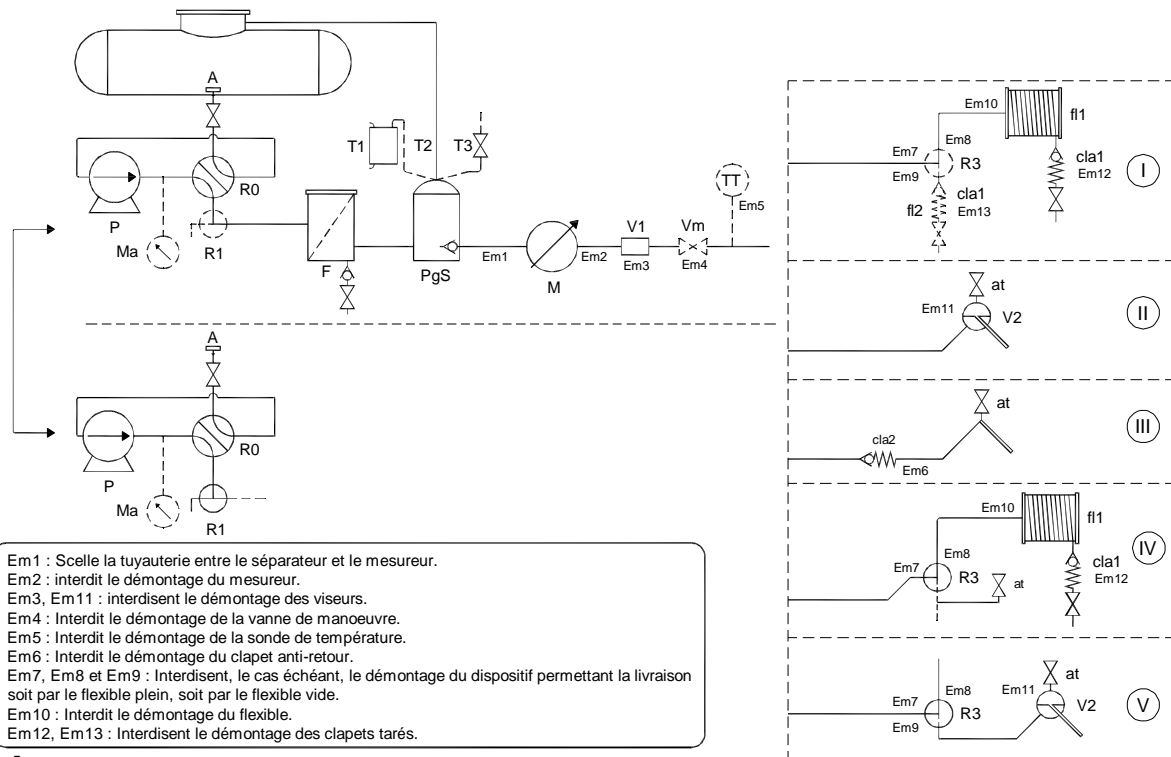 A
T1
T2
T3
TT
Em5
R0
P
Ma
R1
F
PgS
Em1
M
Em2
V1
Em3
Vm
Em4
A
R0
P
Ma
R1
Em10
fl1
Em7
Em8
R3
Em9
cla1
Em12
cla1
fl2
Em13
I
at
Em11
V2
II
at
cla2
Em6
III
Em10
fl1
Em8
Em7
R3
at
cla1
Em12
IV
at
Em8
Em11
Em7
R3
V2
Em9
V
Em1 : Scelle la tuyauterie entre le séparateur et le mesureur.
Em2 : interdit le démontage du mesureur.
Em3, Em11 : interdisent le démontage des viseurs.
Em4 : Interdit le démontage de la vanne de manoeuvre.
Em5 : Interdit le démontage de la sonde de température.
Em6 : Interdit le démontage du clapet anti-retour.
Em7, Em8 et Em9 : Interdisent, le cas échéant, le démontage du dispositif permettant la livraison
soit par le flexible plein, soit par le flexible vide.
Em10 : Interdit le démontage du flexible.
Em12, Em13 : Interdisent le démontage des clapets tarés.